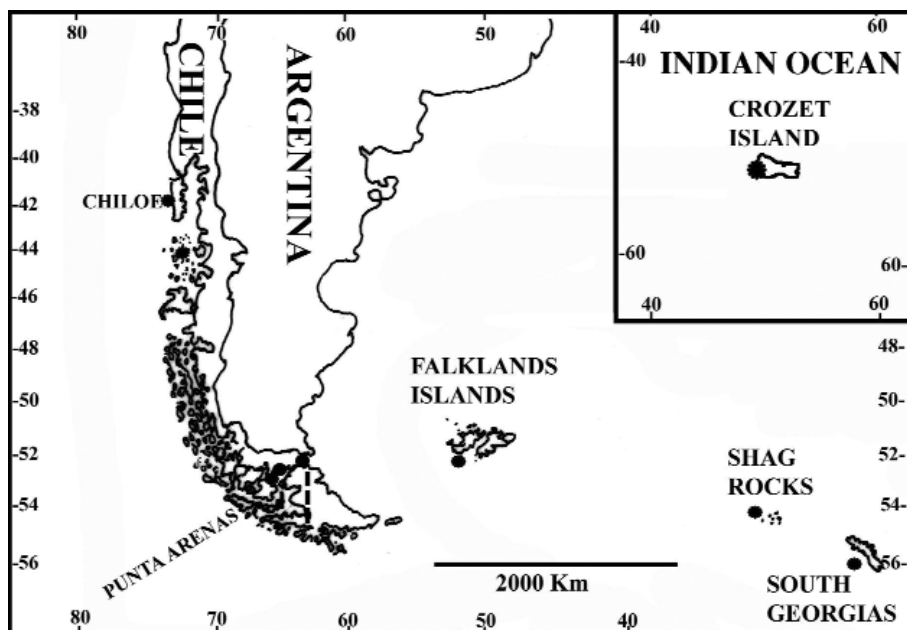 80 70 60 50
40 60
-40
INDIAN OCEAN
CROZET
ISLAND
-60
60-
40 60
CHILE
ARGENTINA
-38
-40
-42
-44
-46
-48
-50
-52
-54
-56
CHILOE
FALKLANDS
ISLANDS
48-
50-
52-
54-
56-
SHAG
ROCKS
PUNTA ARENAS
2000 Km
SOUTH
GEORGIAS
80 70 60 50 40